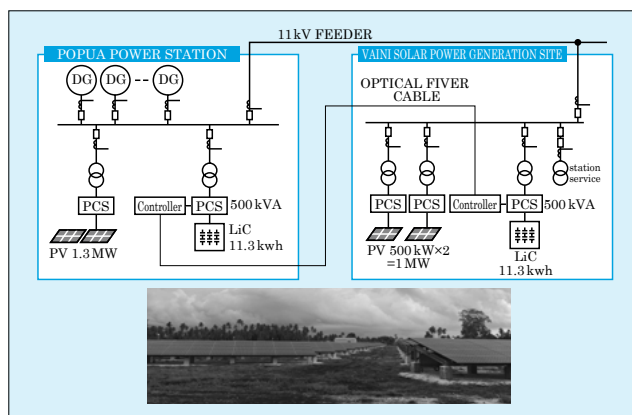 11kV FEEDER
POPUA POWER STATION
DG DG -- DG
PCS
Controller
PCS
500 kVA
PV 1.3 MW
LiC
11.3 kwh
VAINI SOLAR POWER GENERATION SITE
OPTICAL FIVER
CABLE
station
service
PCS
PCS
Controller
PCS
500 kVA
PV 500 kW×2
=1 MW
LiC
11.3 kwh